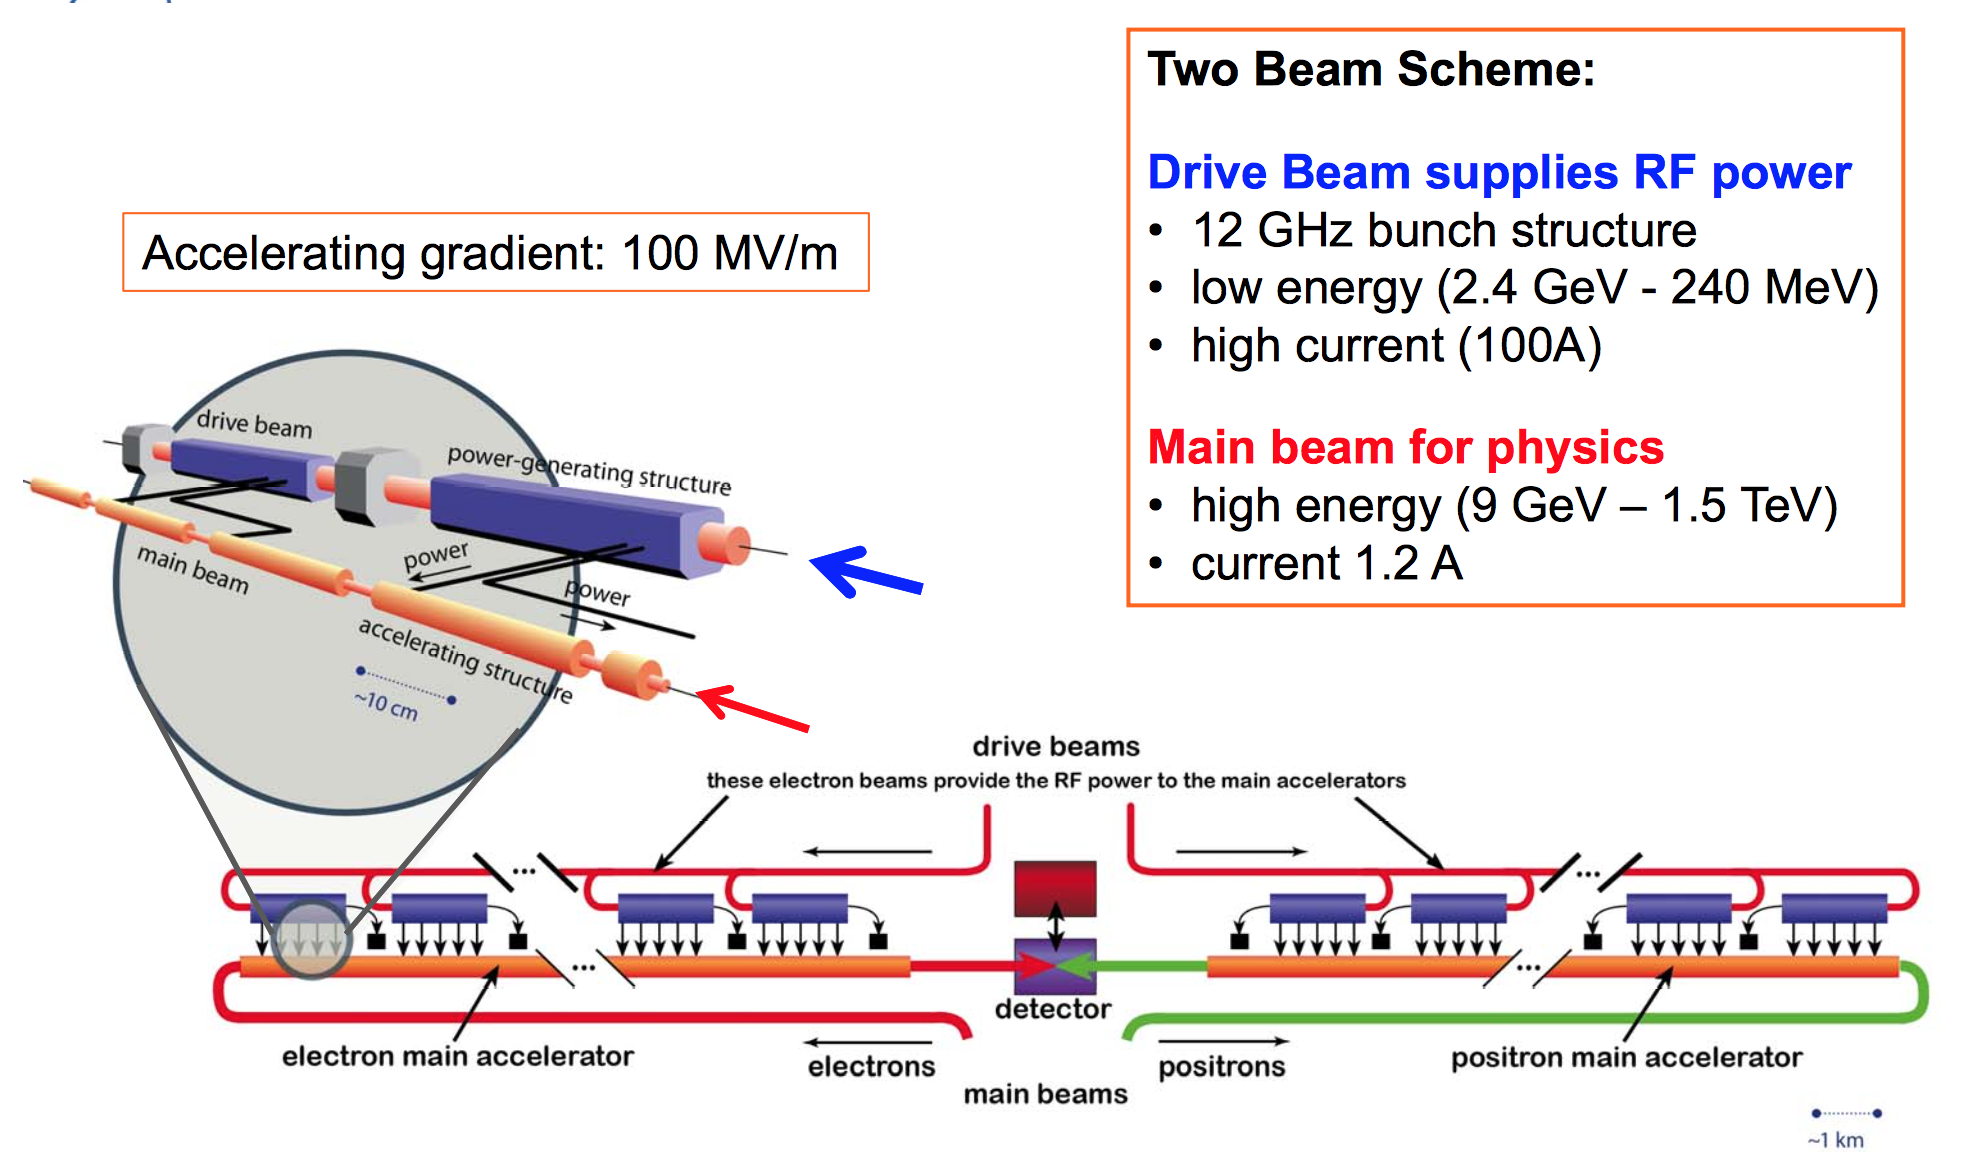 Two Beam Scheme:
Drive Beam supplies RF power
• 12 GHz bunch structure
• low energy (2.4 GeV - 240 MeV)
• high current (100A)
Main beam for physics
• high energy (9 GeV – 1.5 TeV)
• current 1.2 A
Accelerating gradient: 100 MV/m
drive beam
power-generating structure
main beam
power
power
accelerating structure
~10 cm
drive beams
these electron beams provide the RF power to the main accelerators
...
...
...
...
detector
electron main accelerator
electrons
positrons
positron main accelerator
main beams
~1 km